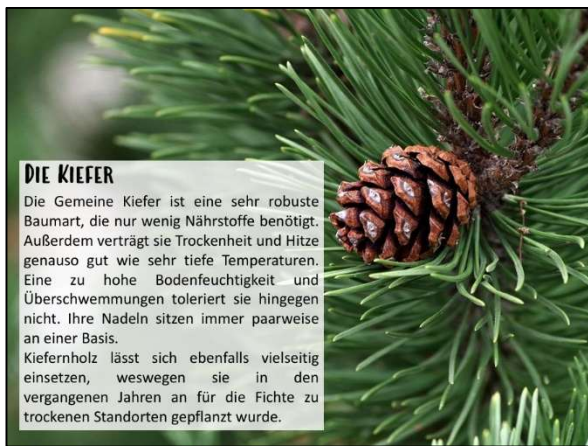 DIE KIEFER
Die Gemeine Kiefer ist eine sehr robuste
Baumart, die nur wenig Nährstoffe benötigt.
Außerdem verträgt sie Trockenheit und Hitze
genauso gut wie sehr tiefe Temperaturen.
Eine zu hohe Bodenfeuchtigkeit und
Überschwemmungen toleriert sie hingegen
nicht. Ihre Nadeln sitzen immer paarweise
an einer Basis.
Kiefernholz lässt sich ebenfalls vielseitig
einsetzen, weswegen sie in den
vergangenen Jahren an für die Fichte zu
trockenen Standorten gepflanzt wurde.